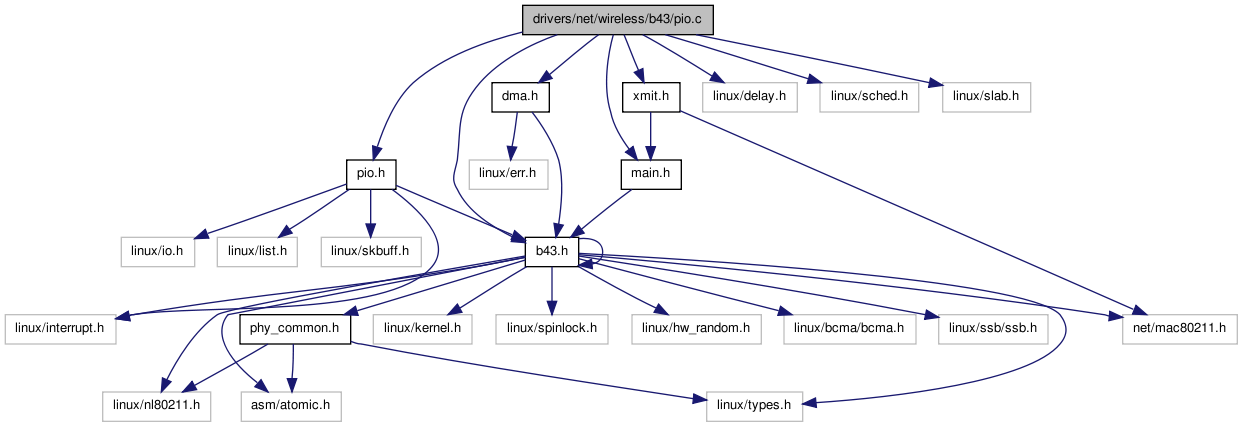 drivers/net/wireless/b43/pio.c
dma.h
xmit.h
linux/delay.h
linux/sched.h
linux/slab.h
pio.h
linux/err.h
main.h
linux/io.h
linux/list.h
linux/skbuff.h
b43.h
linux/interrupt.h
phy_common.h
linux/kernel.h
linux/spinlock.h
linux/hw_random.h
linux/bcma/bcma.h
linux/ssb/ssb.h
net/mac80211.h
linux/nl80211.h
asm/atomic.h
linux/types.h